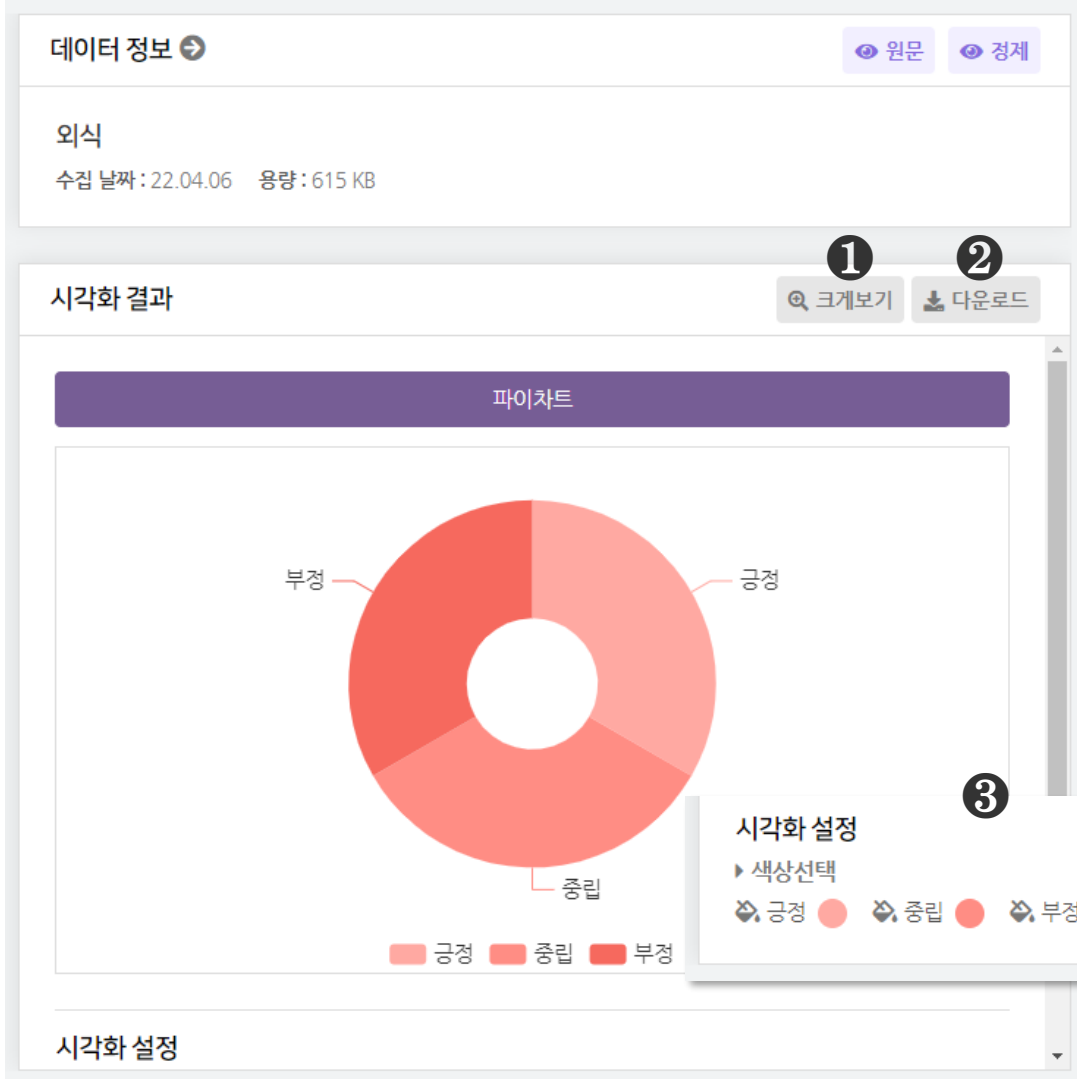 데이터 정보
원문 정제
외식
수집 날짜 : 22.04.06 용량 : 615 KB
1 2
시각화 결과
크게보기 다운로드
파이차트
부정 긍정
중립
긍정 중립 부정
3
시각화 설정
색상선택
긍정 중립 부정
시각화 설정